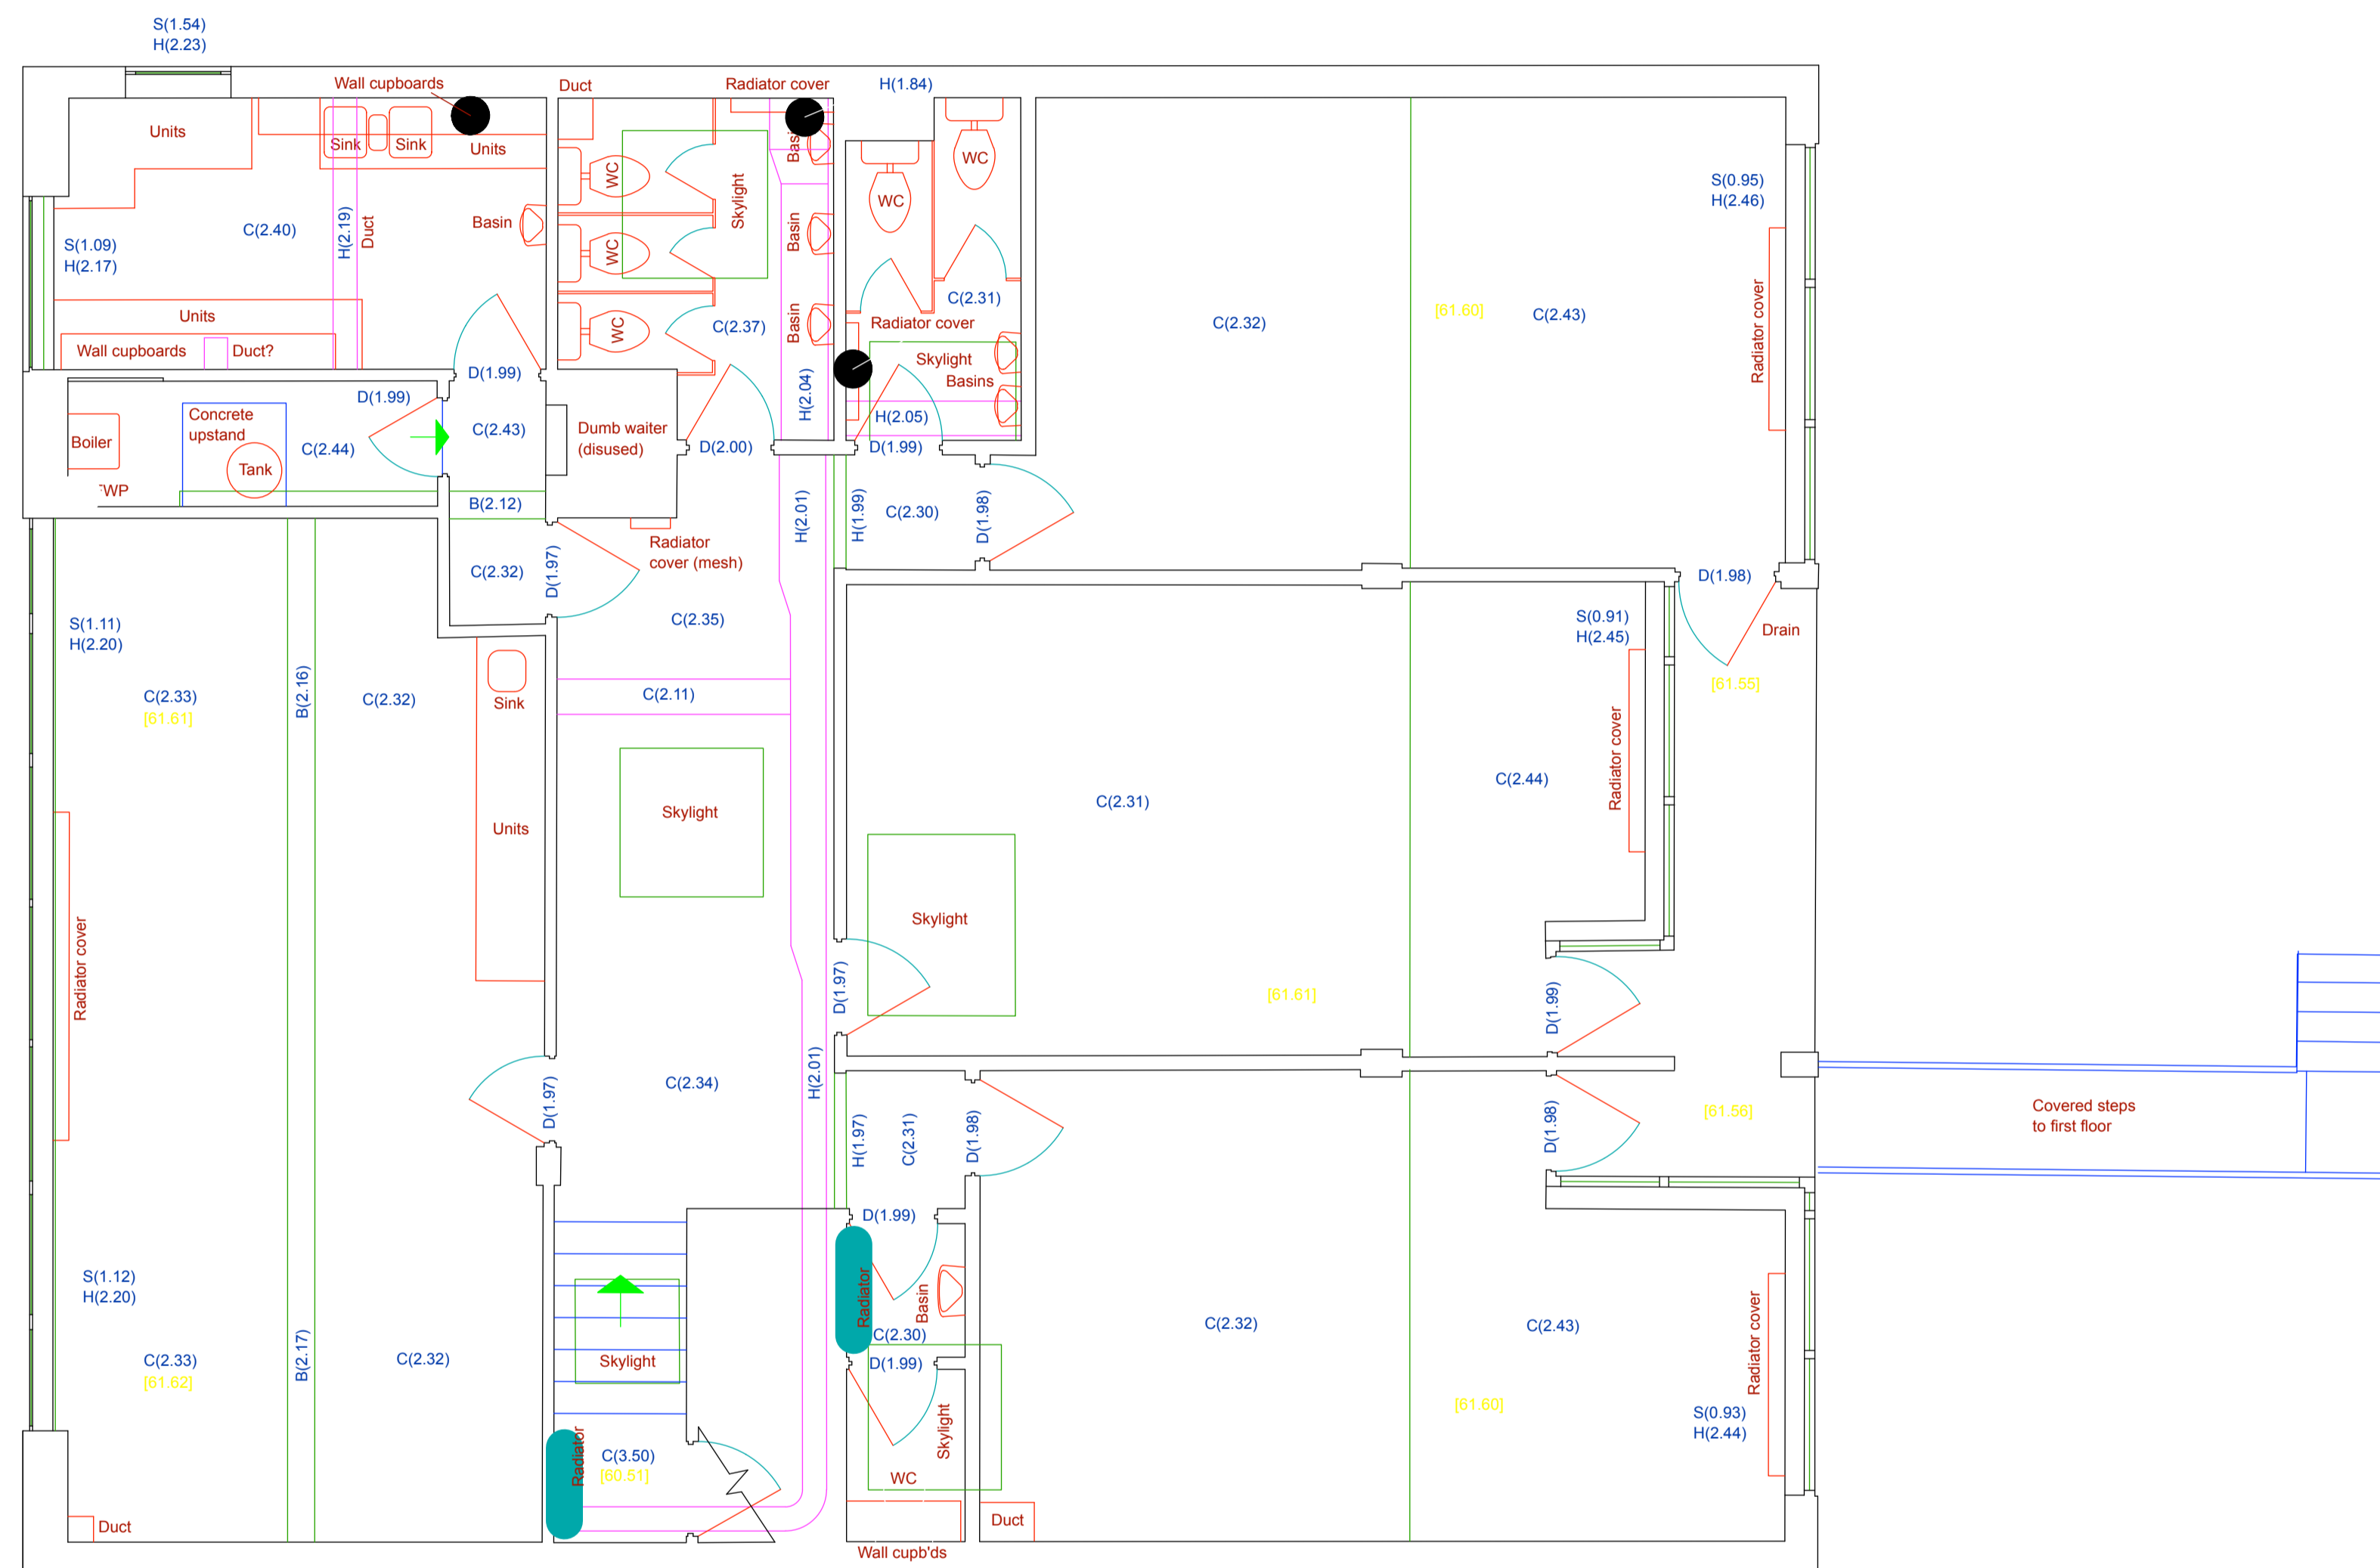 S(1.54)
H(2.23)
Wall cupboards
Duct
Radiator cover
H(1.84)
Units
Sink
Sink
Units
Basin
WC
WC
Skylight
WC
S(0.95)
H(2.46)
C(2.40)
H(2.19)
Duct
Basin
S(1.09)
H(2.17)
WC
Basin
WC
Basin
C(2.37)
C(2.31)
Radiator cover
C(2.32)
[61.60]
C(2.43)
Radiator cover
Units
Wall cupboards
Duct?
WC
Skylight
Basins
D(1.99)
D(1.99)
H(2.04)
H(2.05)
Concrete
upstand
Boiler
C(2.44)
C(2.43)
Dumb waiter
(disused)
D(2.00)
D(1.99)
Tank
WP
B(2.12)
H(2.01)
H(1.99)
C(2.30)
D(1.98)
Radiator
cover (mesh)
C(2.32)
D(1.97)
D(1.98)
S(1.11)
H(2.20)
C(2.35)
S(0.91)
H(2.45)
Drain
C(2.33)
[61.61]
B(2.16)
C(2.32)
Sink
C(2.11)
[61.55]
Radiator cover
C(2.44)
C(2.31)
Skylight
Units
Radiator cover
Skylight
D(1.97)
[61.61]
D(1.99)
D(1.97)
C(2.34)
H(2.01)
H(1.97)
C(2.31)
D(1.98)
D(1.98)
[61.56]
Covered steps
to first floor
D(1.99)
S(1.12)
H(2.20)
Radiator
Basin
C(2.30)
C(2.32)
C(2.43)
Radiator cover
C(2.33)
[61.62]
B(2.17)
C(2.32)
Skylight
D(1.99)
[61.60]
S(0.93)
H(2.44)
Radiator
C(3.50)
[60.51]
Skylight
WC
Duct
Duct
Wall cupb'ds